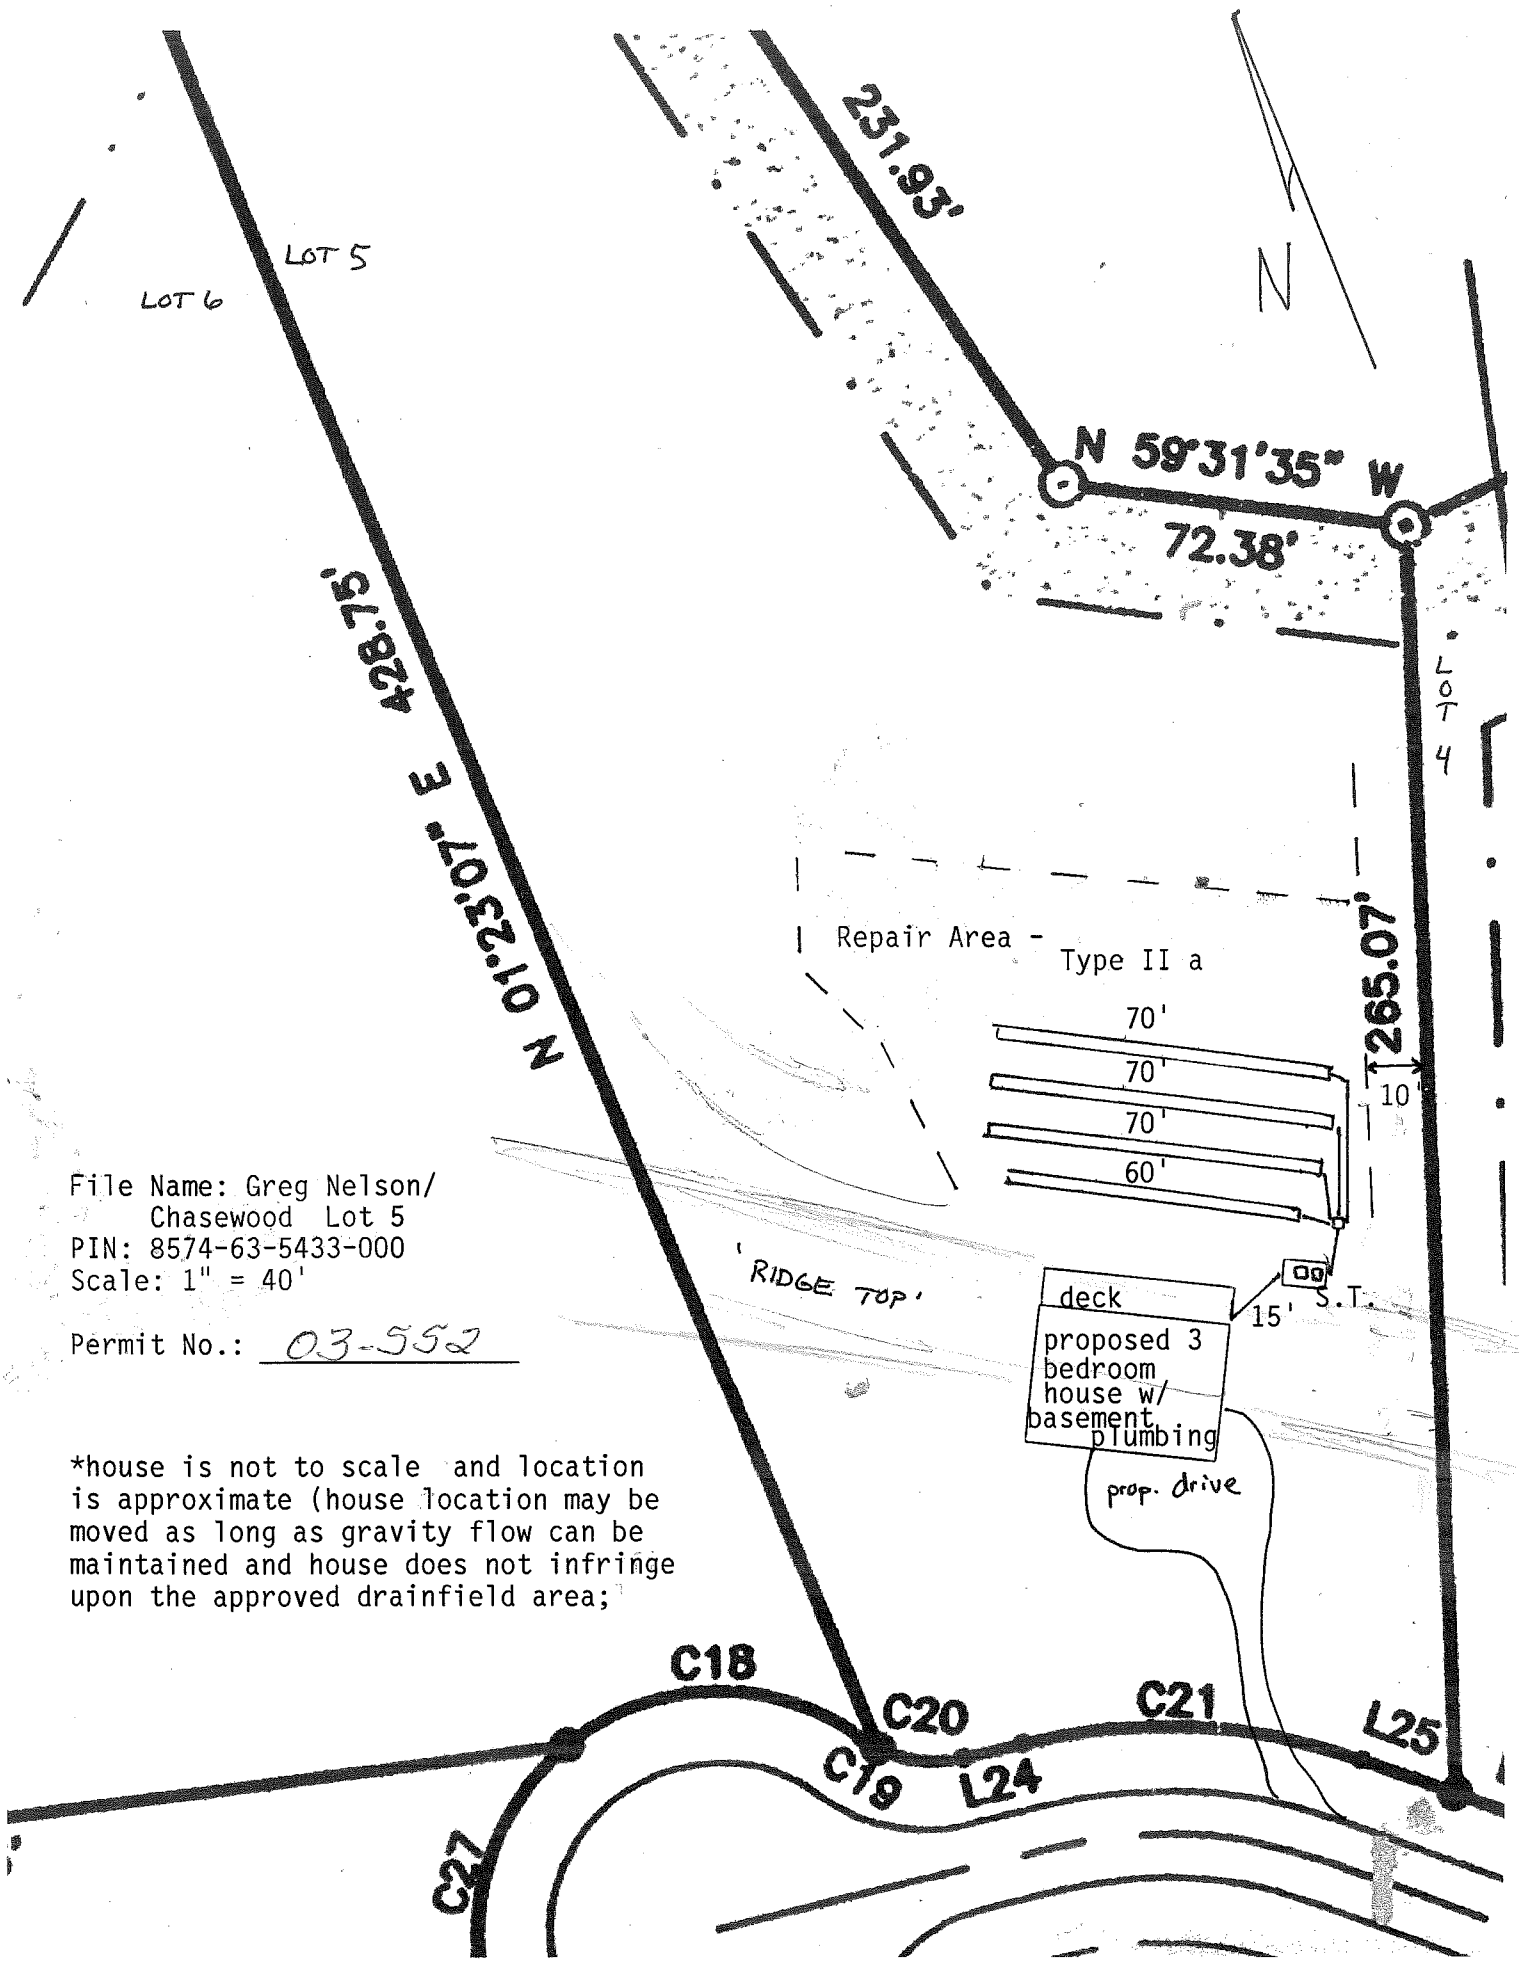 231.93'
N
LOT 5
LOT 6
N 59°31'35" W
72.38'
428.75'
N 01°23'07" E
LOT 4
265.07'
Repair Area -
Type II a
70'
70'
70'
60'
10'
File Name: Greg Nelson/
Chasewood Lot 5
PIN: 8574-63-5433-000
Scale: 1" = 40'
Permit No.: 03-552
'RIDGE TOP'
deck
15'
S.T.
proposed 3
bedroom
house w/
basement
plumbing
prop. drive
*house is not to scale and location
is approximate (house location may be
moved as long as gravity flow can be
maintained and house does not infringe
upon the approved drainfield area;
C18
C20
C21
L25
C19
L24
C27